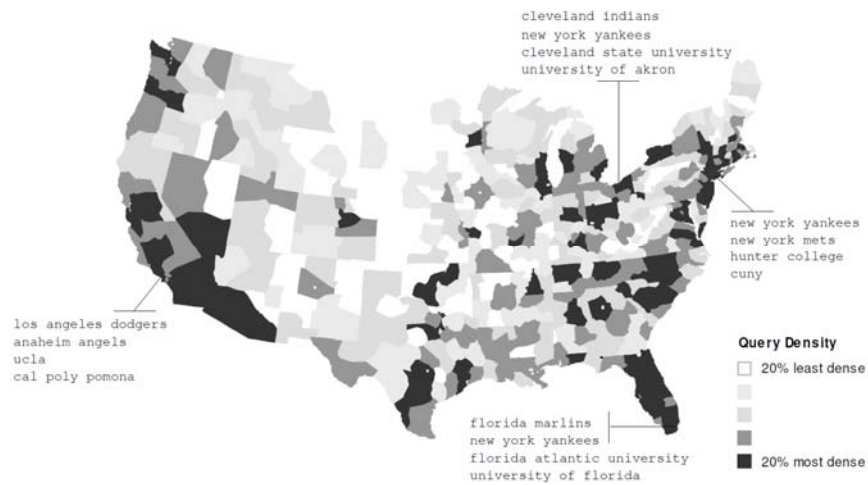 cleveland indians
new york yankees
cleveland state university
university of akron
new york yankees
new york mets
hunter college
cuny
los angeles dodgers
anaheim angels
ucla
cal poly pomona
florida marlins
new york yankees
florida atlantic university
university of florida
Query Density
20% least dense
20% most dense